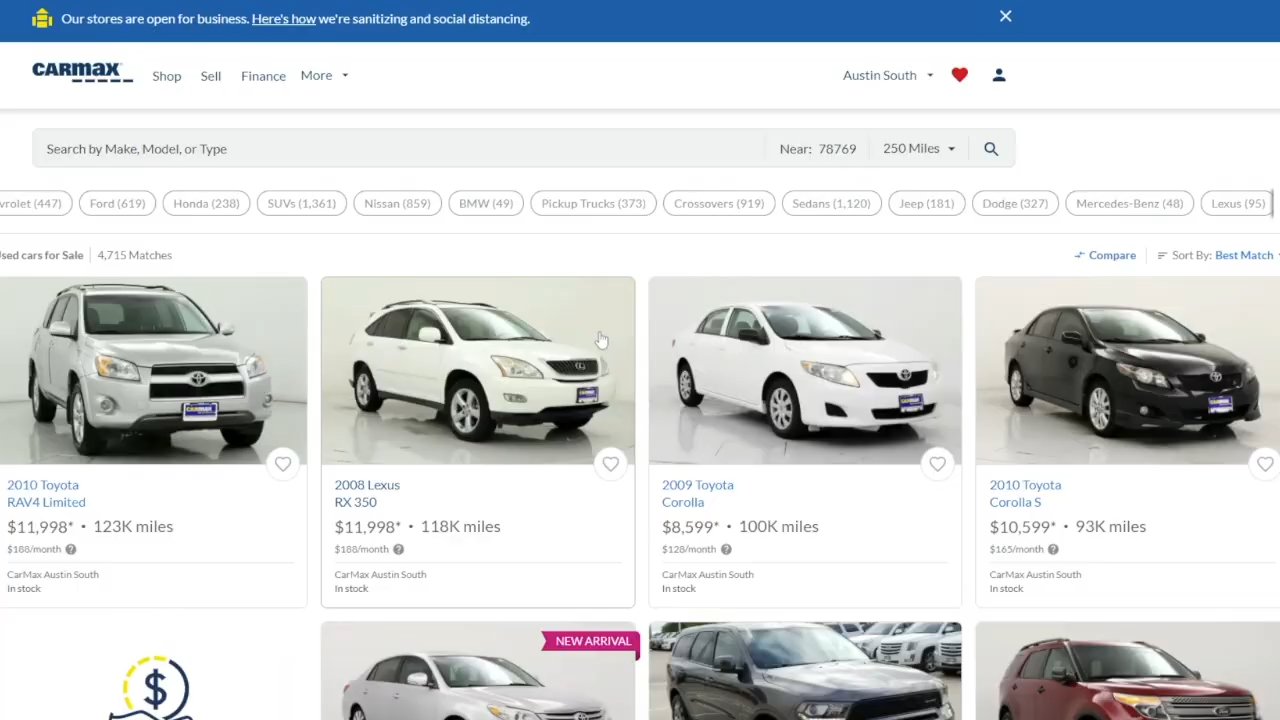 Our stores are open for business. Here's how we're sanitizing and social distancing.
CARMAX
Shop
Sell
Finance
More
Austin South
Search by Make, Model, or Type
Near: 78769
250 Miles
vrolet (447)
Ford (619)
Honda (238)
SUVs (1,361)
Nissan (859)
BMW (49)
Pickup Trucks (373)
Crossovers (919)
Sedans (1,120)
Jeep (181)
Dodge (327)
Mercedes-Benz (48)
Lexus (95)
sed cars for Sale
4,715 Matches
Compare
Sort By: Best Match
CARMAX
CARMAX
CARMAX
CARMAX
2010 Toyota
RAV4 Limited
$11,998* • 123K miles
$188/month ?
CarMax Austin South
In stock
2008 Lexus
RX 350
$11,998* • 118K miles
$188/month ?
CarMax Austin South
In stock
2009 Toyota
Corolla
$8,599* • 100K miles
$128/month ?
CarMax Austin South
In stock
2010 Toyota
Corolla S
$10,599* • 93K miles
$165/month ?
CarMax Austin South
In stock
$
NEW ARRIVAL